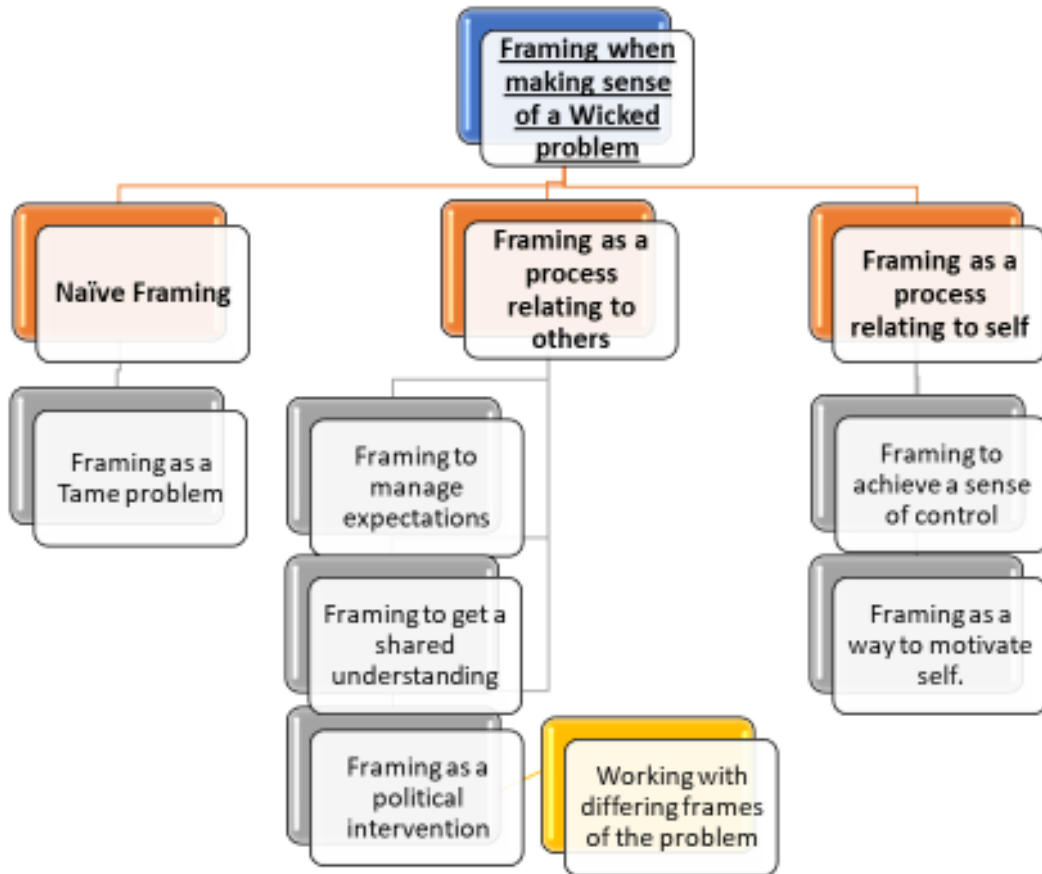 Framing when
making sense
of a Wicked
problem
Naïve Framing
Framing as a
process
relating to
others
Framing as a
process
relating to self
Framing as a
Tame problem
Framing to
manage
expectations
Framing to get a
shared
understanding
Framing as a
political
intervention
Working with
differing frames
of the problem
Framing to
achieve a sense
of control
Framing as a
way to motivate
self.